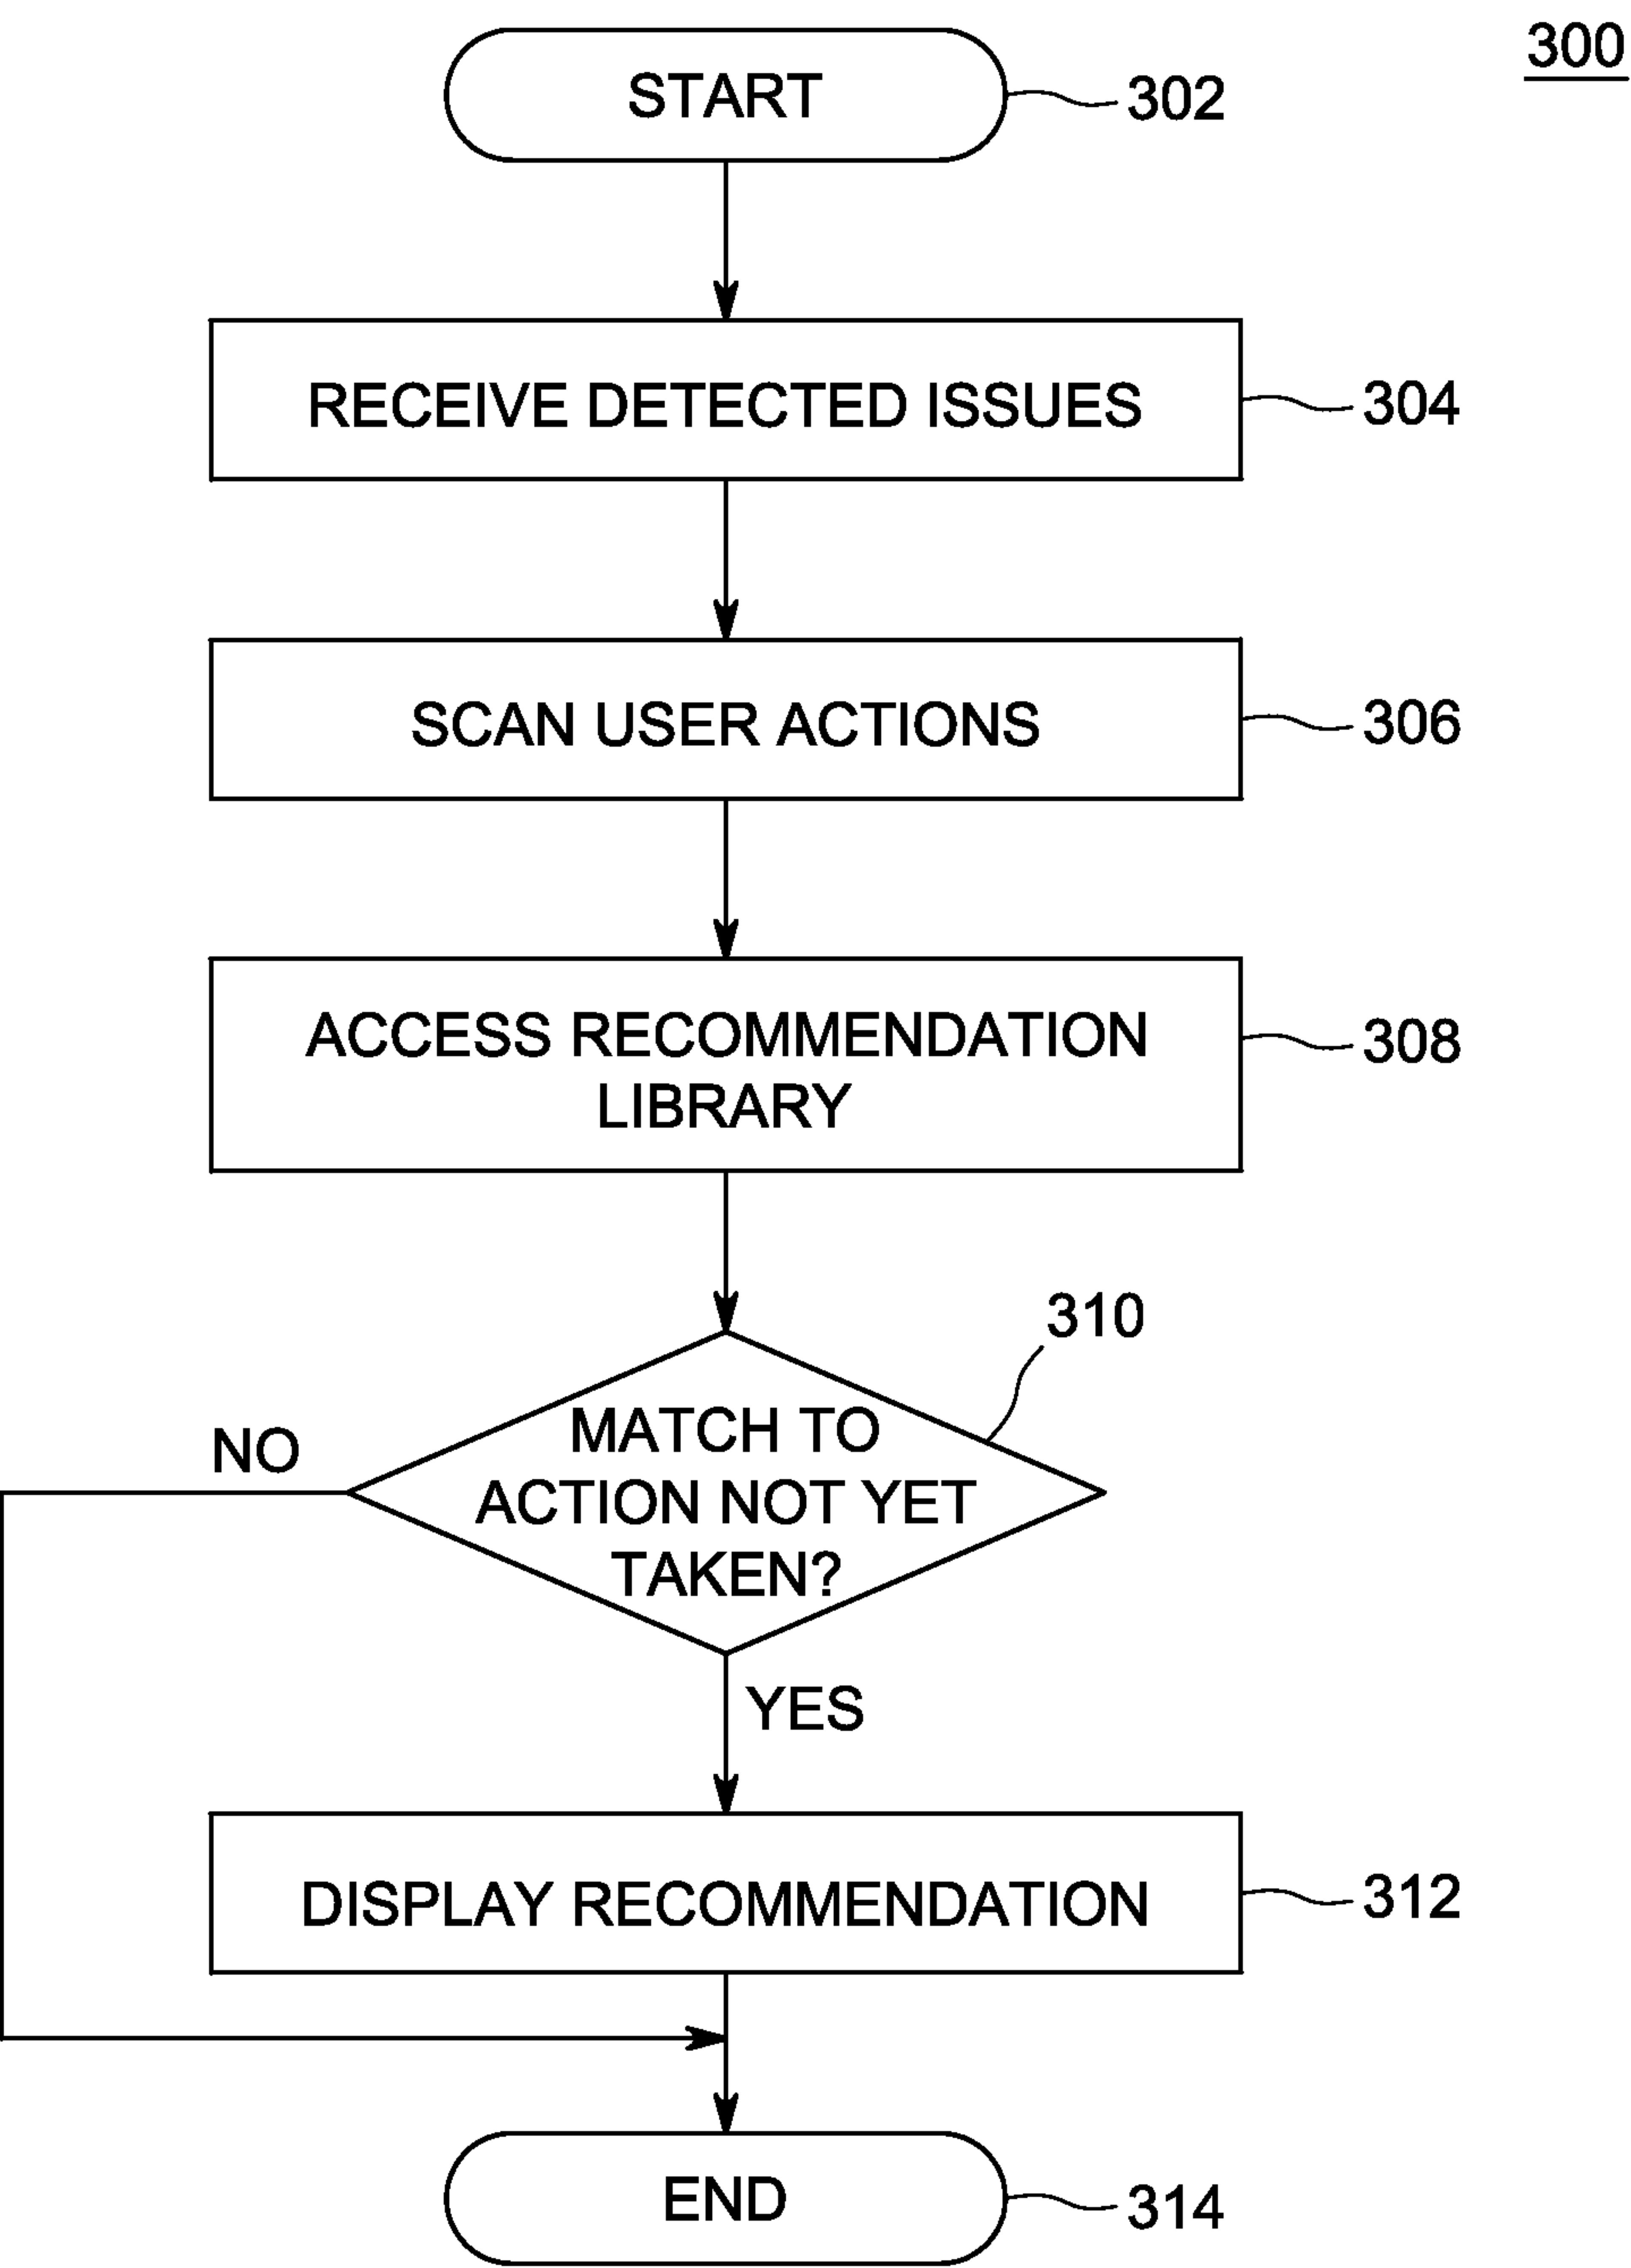 300
START
302
RECEIVE DETECTED ISSUES
304
SCAN USER ACTIONS
306
ACCESS RECOMMENDATION
LIBRARY
308
310
MATCH TO
ACTION NOT YET
TAKEN?
NO
YES
DISPLAY RECOMMENDATION
312
END
314